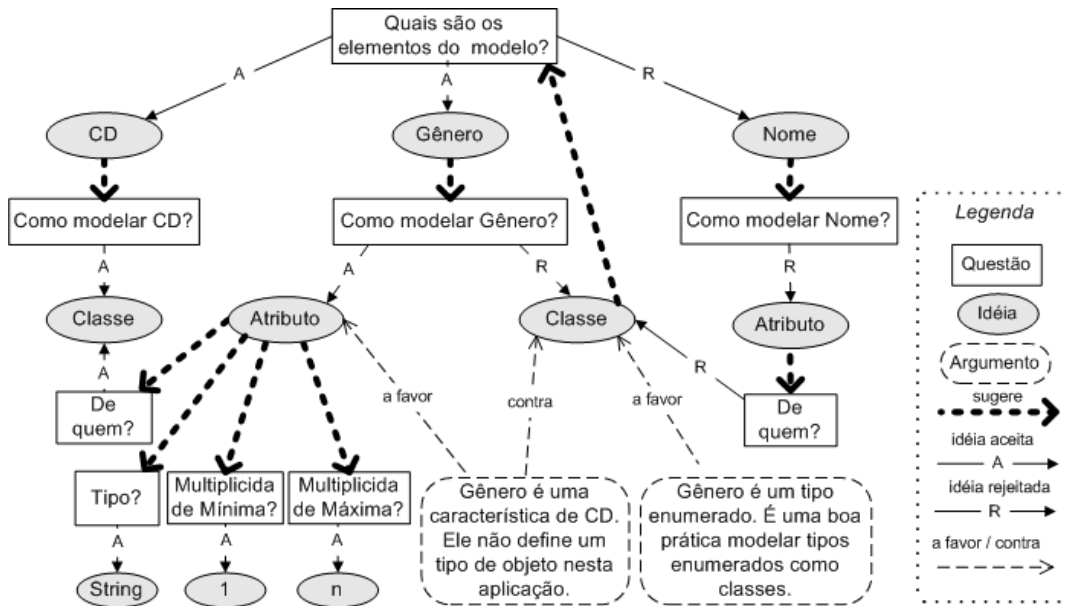 Quais são os
elementos do modelo?
A
A
R
CD
Gênero
Nome
Como modelar CD?
Como modelar Gênero?
Como modelar Nome?
A
A
R
R
Classe
Atributo
Classe
Atributo
A
R
a favor
contra
a favor
De
quem?
De
quem?
Tipo?
Multiplicida
de Mínima?
Multiplicida
de Máxima?
A
A
A
String
1
n
Gênero é uma
característica de CD.
Ele não define um
tipo de objeto nesta
aplicação.
Gênero é um tipo
enumerado. É uma boa
prática modelar tipos
enumerados como
classes.
Legenda
Questão
Idéia
Argumento
sugere
idéia aceita
A
idéia rejeitada
R
a favor / contra